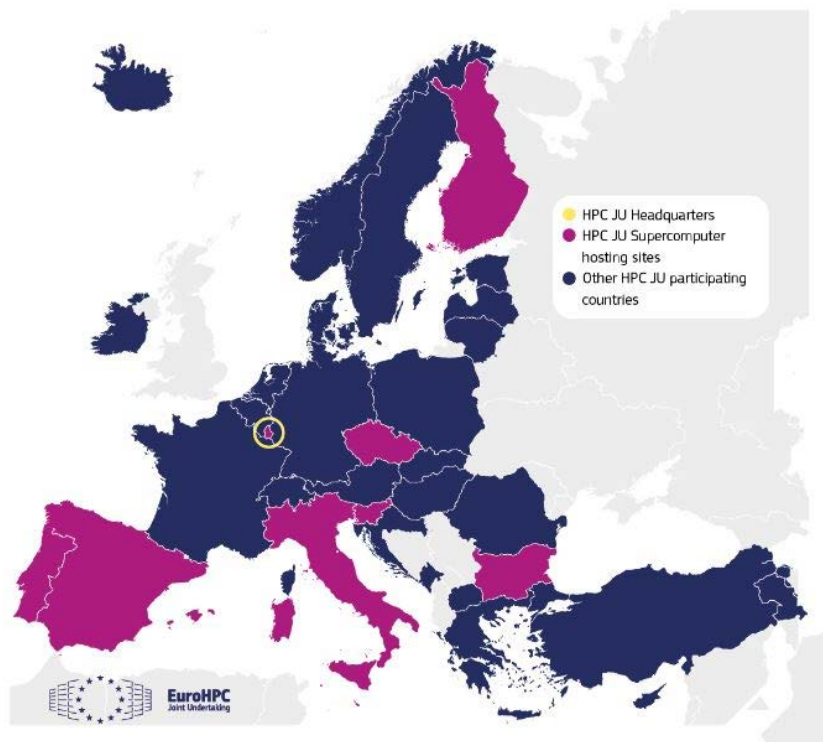 HPC JU Headquarters
HPC JU Supercomputer
hosting sites
Other HPC JU participating
countries
EuroHPC
Joint Undertaking